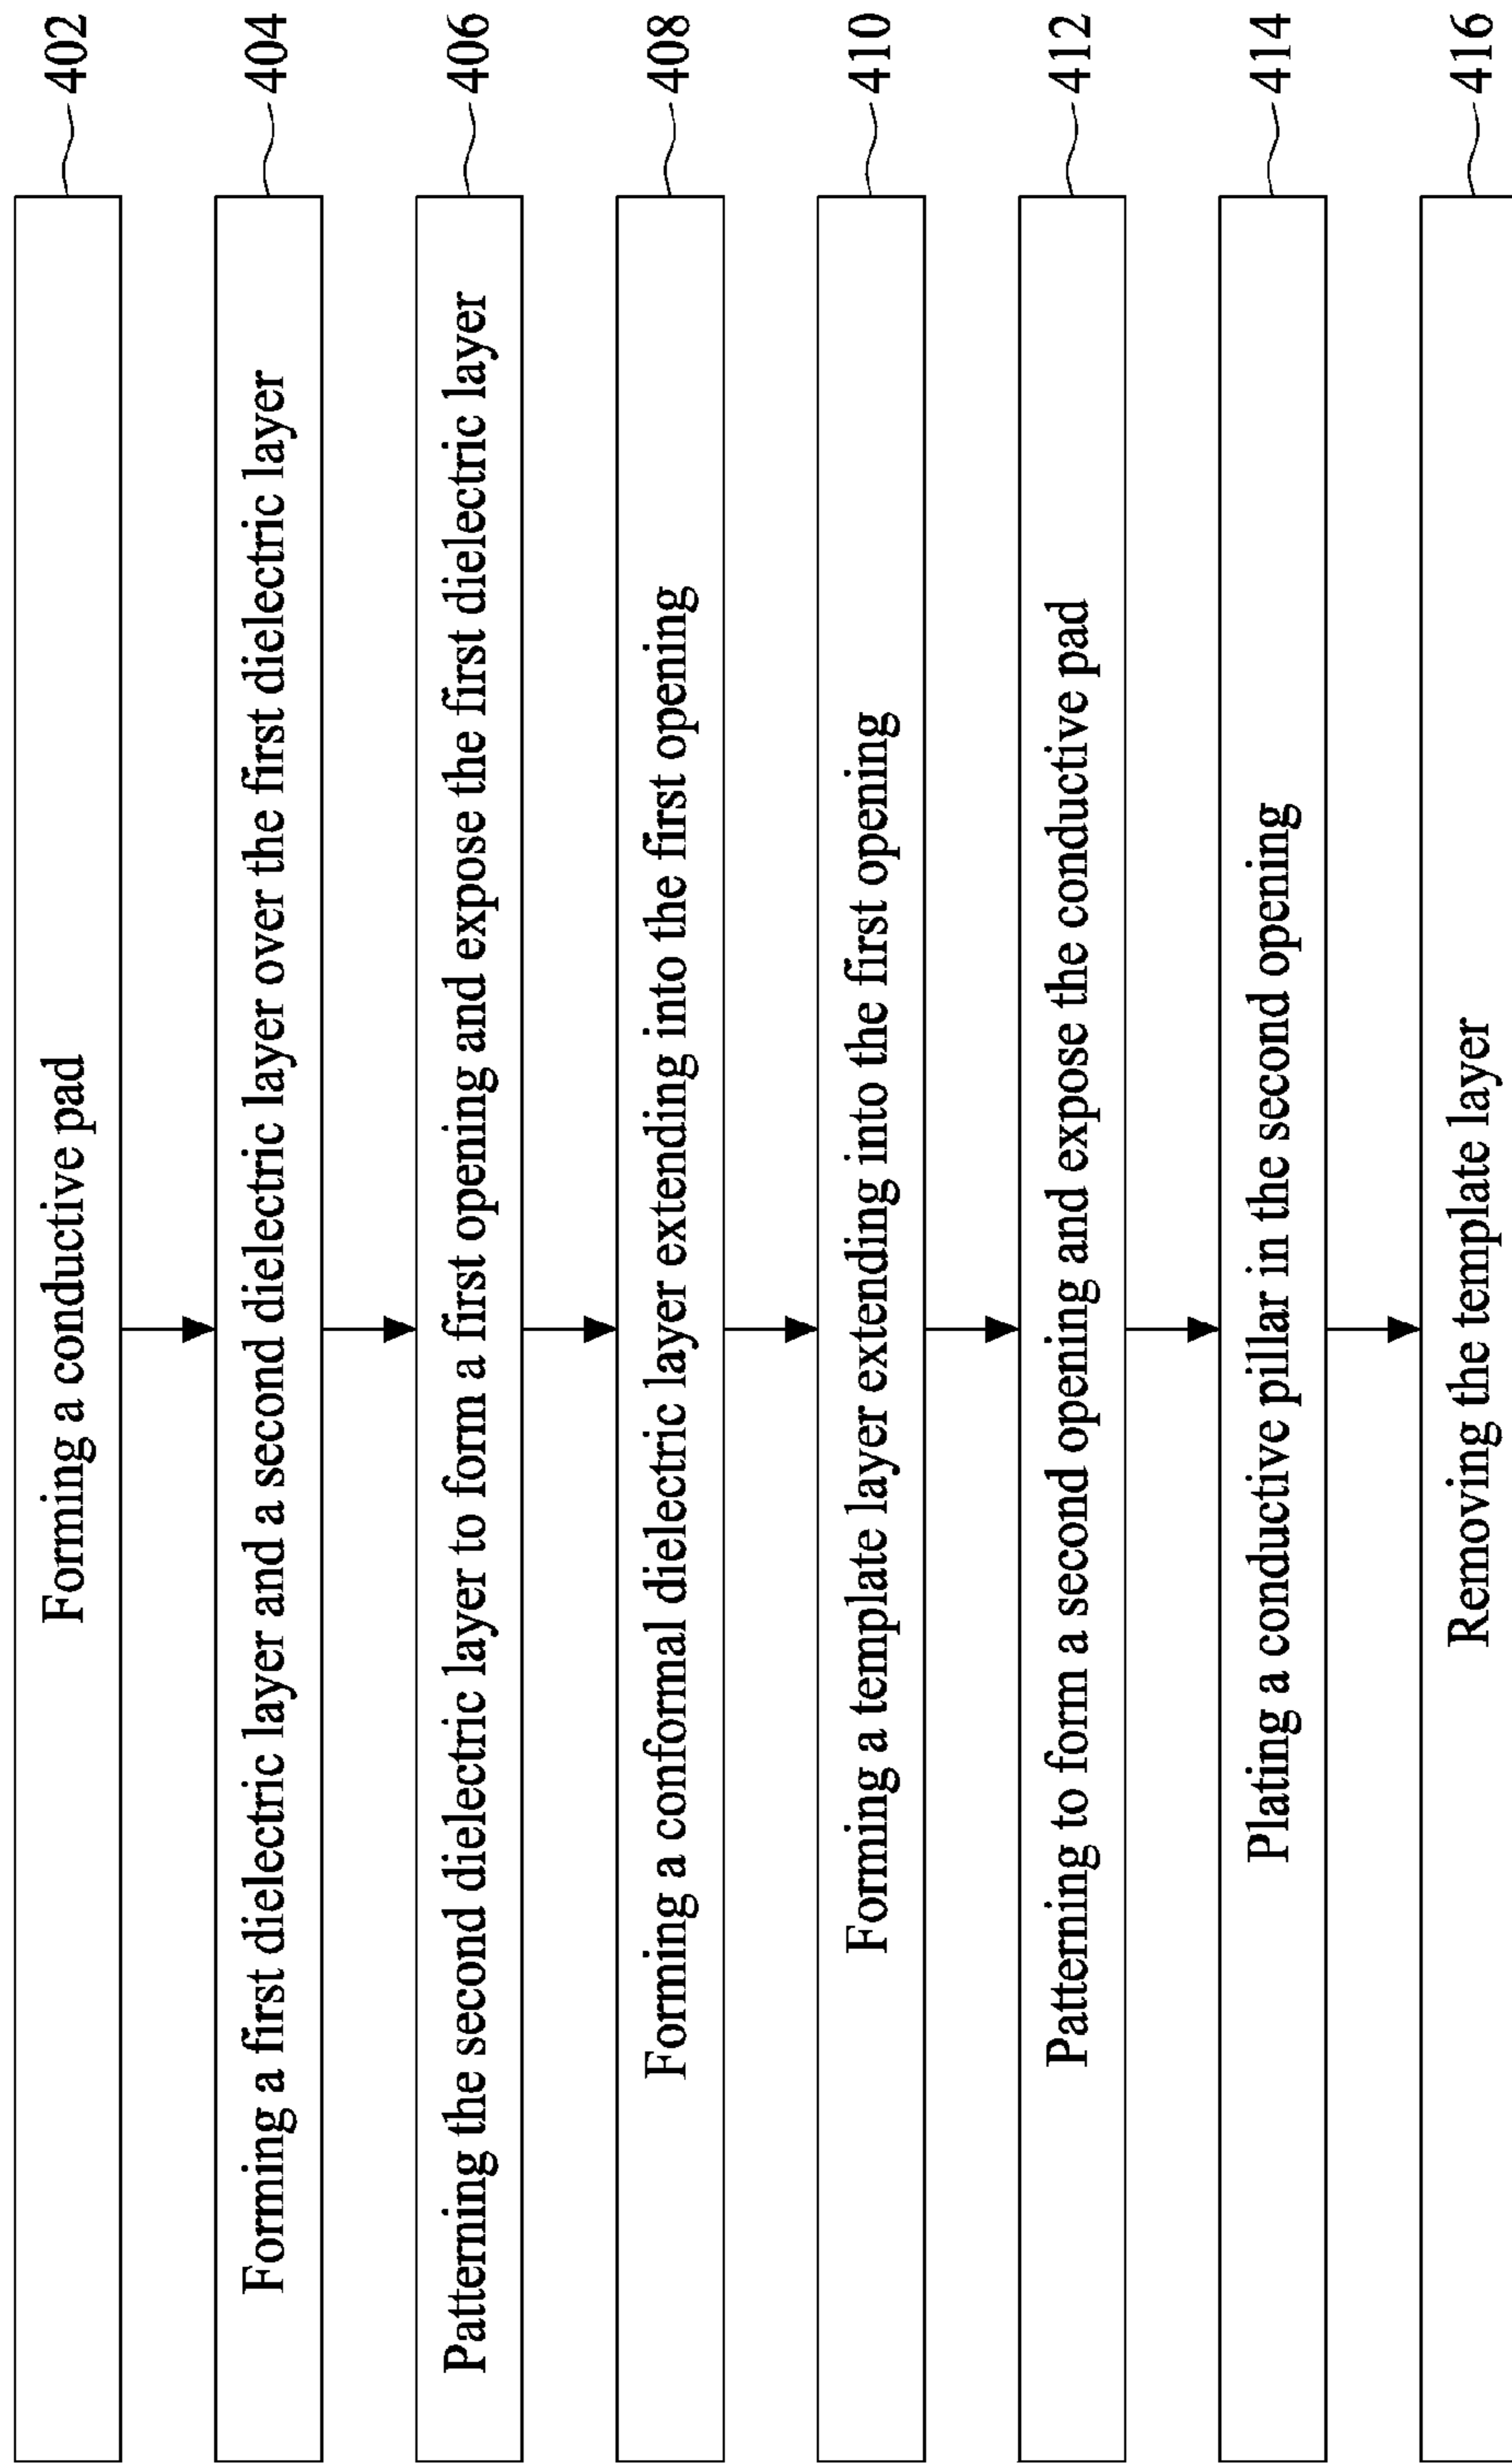 Forming a conductive pad 402
Forming a first dielectric layer and a second dielectric layer over the first dielectric layer 404
Patterning the second dielectric layer to form a first opening and expose the first dielectric layer 406
Forming a conformal dielectric layer extending into the first opening 408
Forming a template layer extending into the first opening 410
Patterning to form a second opening and expose the conductive pad 412
Plating a conductive pillar in the second opening 414
Removing the template layer 416